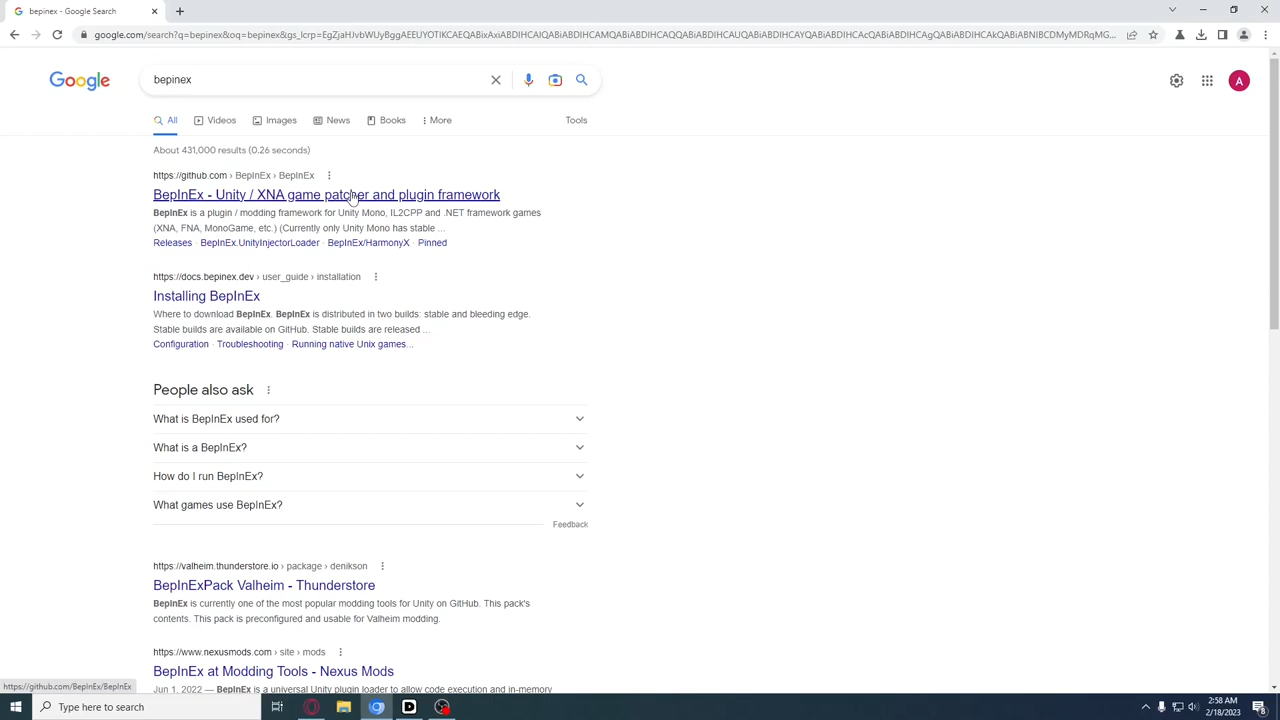 bepinex - Google Search
google.com/search?q=bepinex&oq=bepinex&gs_lcrp=EgZjaHJvbWUyBggAEEUYOTIKCAEQABixAxiABDIHCAIQABiABDIHCAMQABiABDIHCAQQABiABDIHCAUQABiABDIHCAYQABiABDIHCAcQABiABDIHCAgQABiABDIHCAkQABiABNIBCDMyMDRqMG...
Google
bepinex
A
All
Videos
Images
News
Books
More
Tools
About 431,000 results (0.26 seconds)
https://github.com › BepInEx › BepInEx
BepInEx - Unity / XNA game patcher and plugin framework
BepInEx is a plugin / modding framework for Unity Mono, IL2CPP and .NET framework games
(XNA, FNA, MonoGame, etc.) (Currently only Unity Mono has stable ...
Releases · BepInEx.UnityInjectorLoader · BepInEx/HarmonyX · Pinned
https://docs.bepinex.dev › user_guide › installation
Installing BepInEx
Where to download BepInEx. BepInEx is distributed in two builds: stable and bleeding edge.
Stable builds are available on GitHub. Stable builds are released ...
Configuration · Troubleshooting · Running native Unix games...
People also ask
What is BepInEx used for?
What is a BepInEx?
How do I run BepInEx?
What games use BepInEx?
Feedback
https://valheim.thunderstore.io › package › denikson
BepInExPack Valheim - Thunderstore
BepInEx is currently one of the most popular modding tools for Unity on GitHub. This pack's
contents. This pack is preconfigured and usable for Valheim modding.
https://www.nexusmods.com › site › mods
BepInEx at Modding Tools - Nexus Mods
Jun 1, 2022 — BepInEx is a universal Unity plugin loader to allow code execution and in-memory
https://github.com/BepInEx/BepInEx
Type here to search
2:58 AM
2/18/2023
8